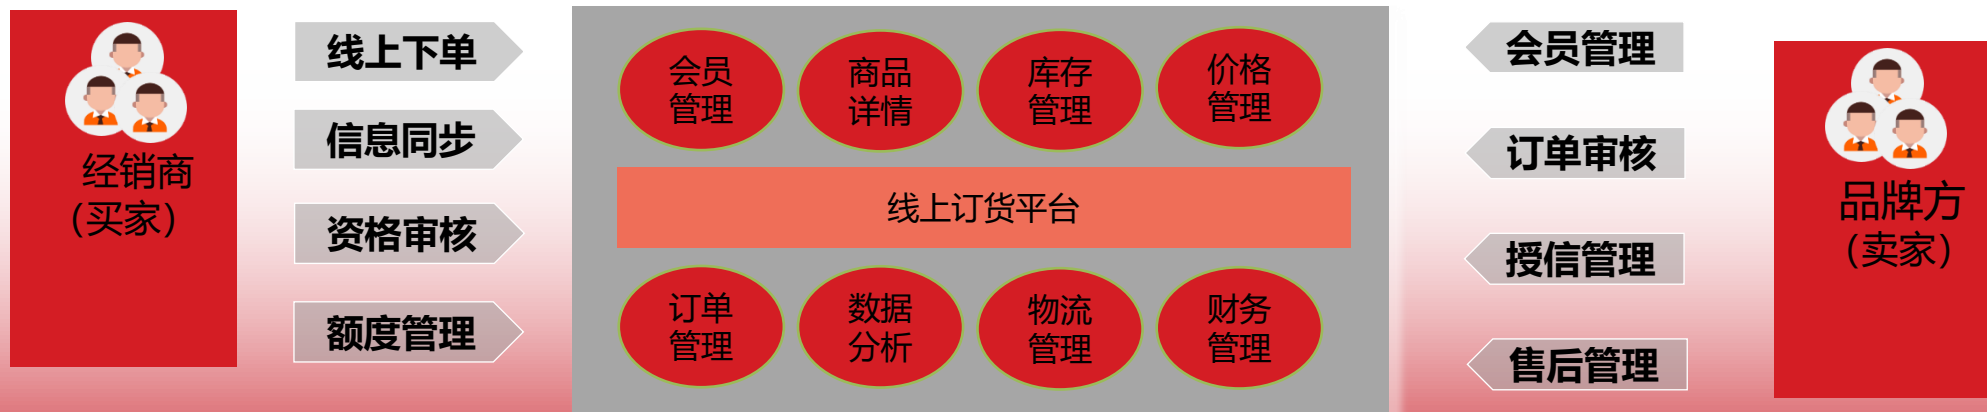 经销商
（买家）
线上下单
信息同步
资格审核
额度管理
会员
管理
商品
详情
库存
管理
价格
管理
线上订货平台
订单
管理
数据
分析
物流
管理
财务
管理
会员管理
订单审核
授信管理
售后管理
品牌方
（卖家）